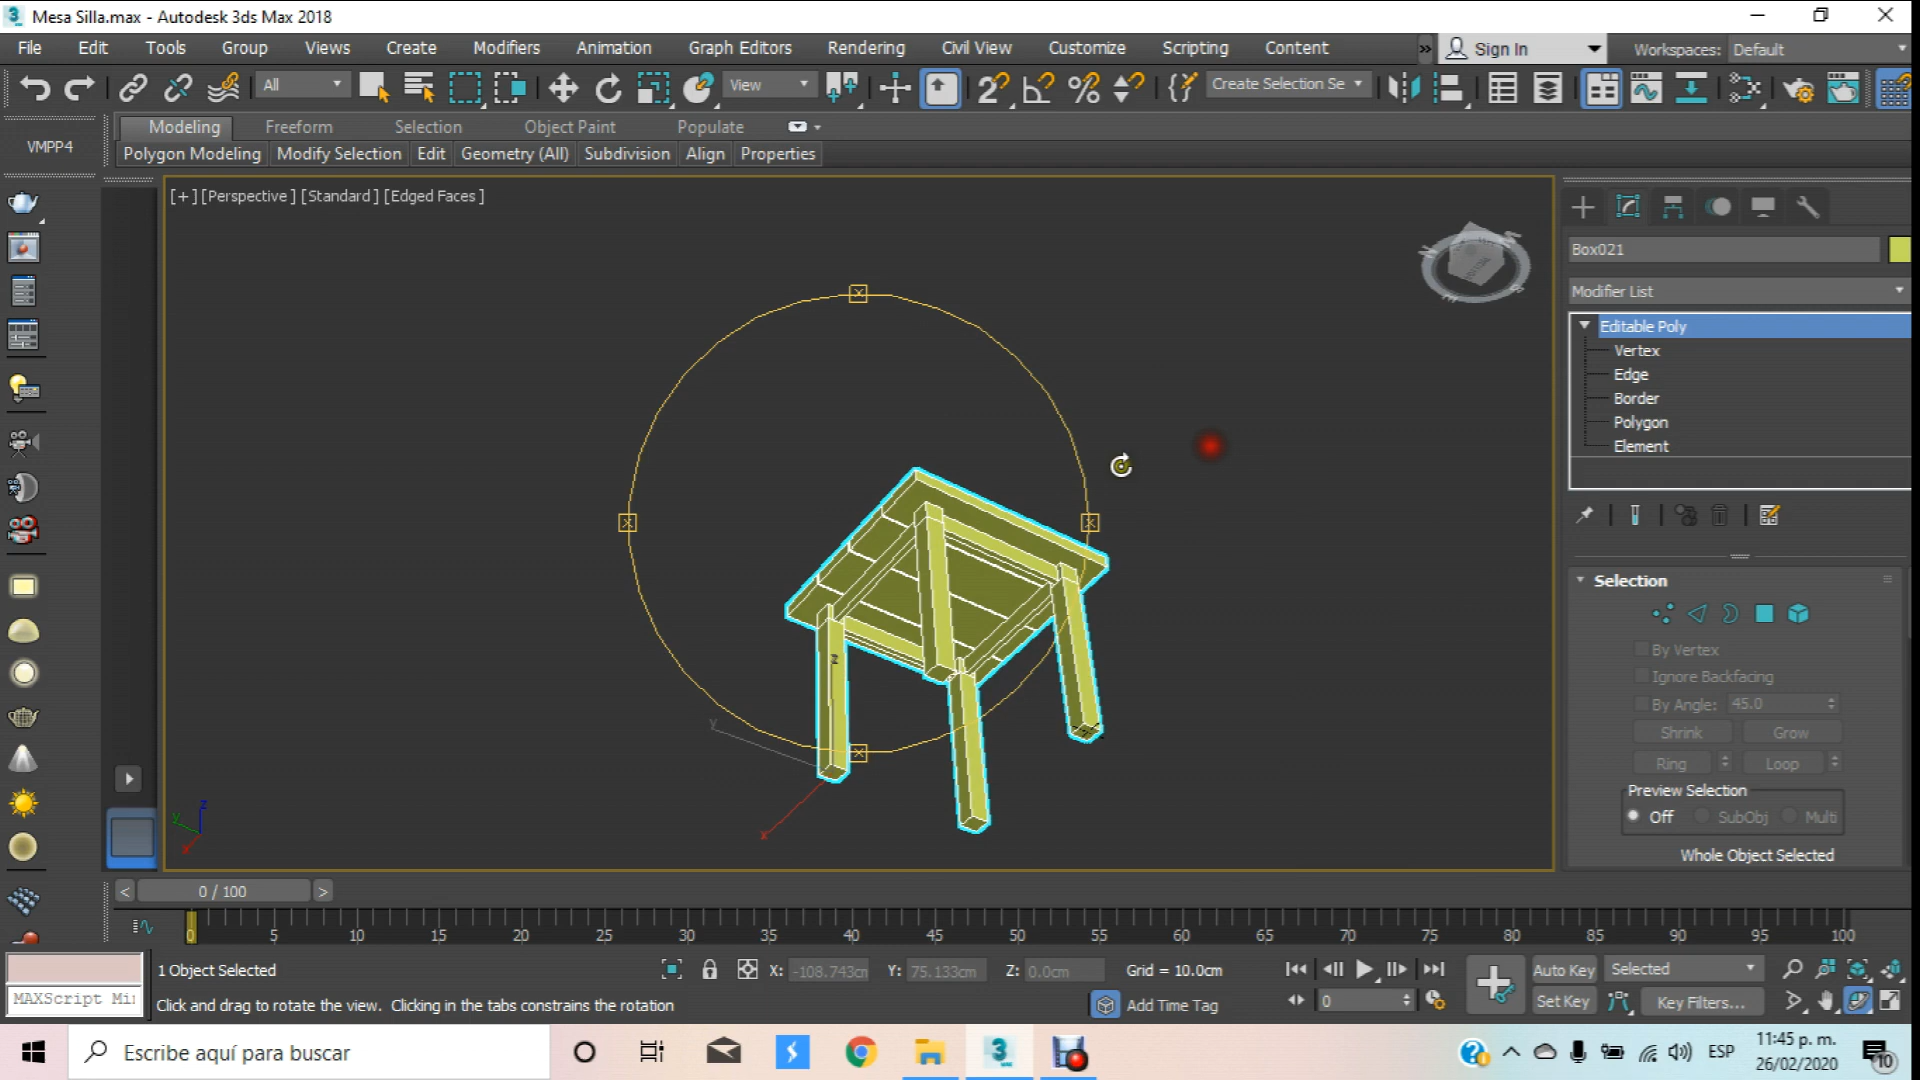 Mesa Silla.max - Autodesk 3ds Max 2018
File Edit Tools Group Views Create Modifiers Animation Graph Editors Rendering Civil View Customize Scripting Content
Sign In
Workspaces: Default
All
View
Create Selection Se
VMPP4
Modeling Freeform Selection Object Paint Populate
Polygon Modeling Modify Selection Edit Geometry (All) Subdivision Align Properties
[+] [Perspective] [Standard] [Edged Faces]
Box021
Modifier List
Editable Poly
Vertex
Edge
Border
Polygon
Element
Selection
By Vertex
Ignore Backfacing
By Angle: 45.0
Shrink Grow
Ring Loop
Preview Selection
Off SubObj Multi
Whole Object Selected
z
y
x
z
y
x
< 0 / 100 >
0 5 10 15 20 25 30 35 40 45 50 55 60 65 70 75 80 85 90 95 100
1 Object Selected
X: -108.743cm Y: 75.133cm Z: 0.0cm Grid = 10.0cm
Auto Key Selected
MAXScript Mi
Click and drag to rotate the view. Clicking in the tabs constrains the rotation
Add Time Tag
0
Set Key Key Filters...
Escribe aquí para buscar
ESP
11:45 p. m.
26/02/2020
10